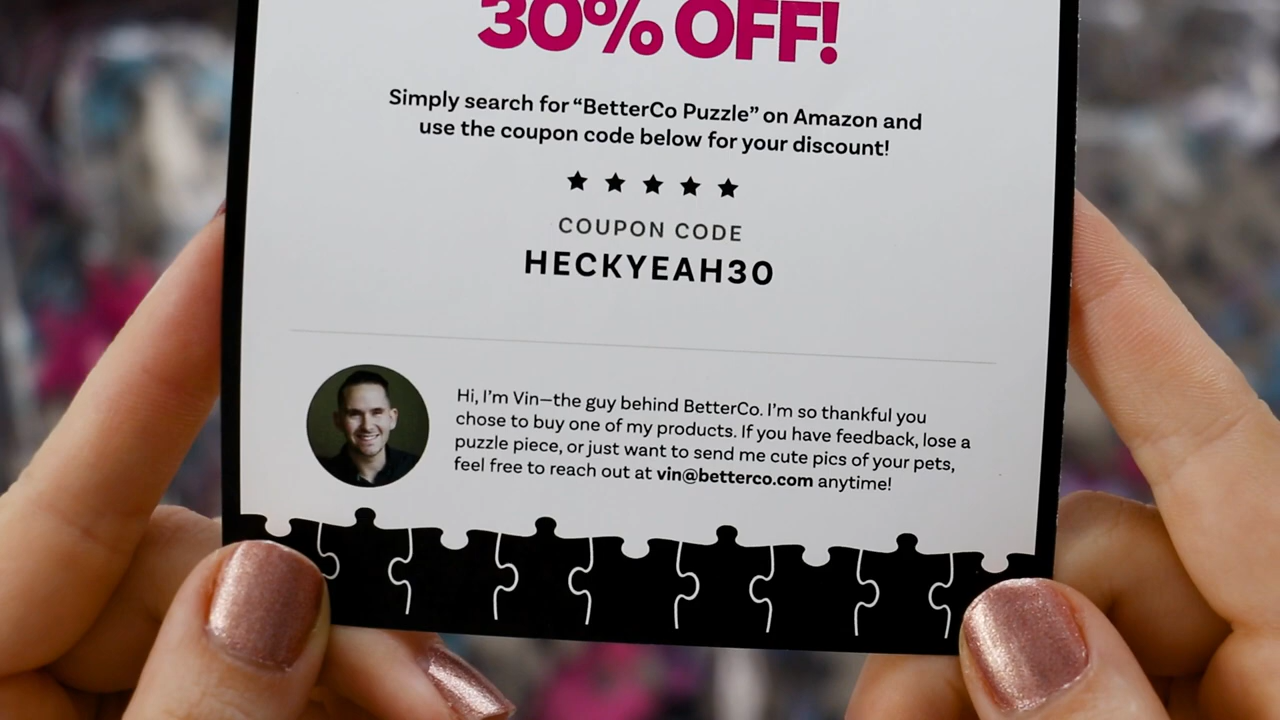 30% OFF!
Simply search for “BetterCo Puzzle” on Amazon and
use the coupon code below for your discount!
COUPON CODE
HECKYEAH30
Hi, I’m Vin—the guy behind BetterCo. I’m so thankful you
chose to buy one of my products. If you have feedback, lose a
puzzle piece, or just want to send me cute pics of your pets,
feel free to reach out at vin@betterco.com anytime!